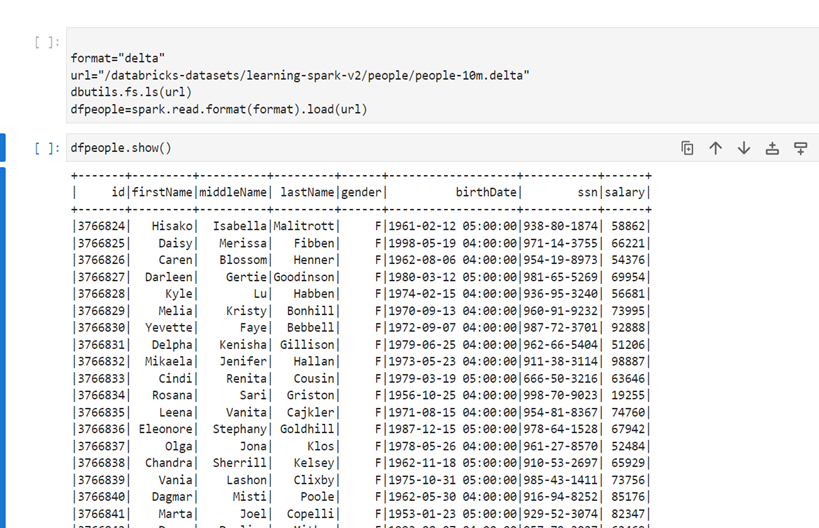 [ ]:
format="delta"
url="/databricks-datasets/learning-spark-v2/people/people-10m.delta"
dbutils.fs.ls(url)
dfpeople=spark.read.format(format).load(url)
[ ]: dfpeople.show()
+-------+---------+----------+---------+------+-------------------+-----------+------+
|     id|firstName|middleName| lastName|gender|          birthDate|        ssn|salary|
+-------+---------+----------+---------+------+-------------------+-----------+------+
|3766824|   Hisako|  Isabella|Malitrott|     F|1961-02-12 05:00:00|938-80-1874| 58862|
|3766825|    Daisy|   Merissa|   Fibben|     F|1998-05-19 04:00:00|971-14-3755| 66221|
|3766826|    Caren|   Blossom|   Henner|     F|1962-08-06 04:00:00|954-19-8973| 54376|
|3766827|  Darleen|    Gertie|Goodinson|     F|1980-03-12 05:00:00|981-65-5269| 69954|
|3766828|     Kyle|        Lu|   Habben|     F|1974-02-15 04:00:00|936-95-3240| 56681|
|3766829|    Melia|    Kristy|  Bonhill|     F|1970-09-13 04:00:00|960-91-9232| 73995|
|3766830|  Yevette|      Faye|  Bebbell|     F|1972-09-07 04:00:00|987-72-3701| 92888|
|3766831|   Delpha|   Kenisha| Gillison|     F|1979-06-25 04:00:00|962-66-5404| 51206|
|3766832|  Mikaela|   Jenifer|   Hallan|     F|1973-05-23 04:00:00|911-38-3114| 98887|
|3766833|    Cindi|    Renita|   Cousin|     F|1979-03-19 05:00:00|666-50-3216| 63646|
|3766834|   Rosana|      Sari|  Griston|     F|1956-10-25 04:00:00|998-70-9023| 19255|
|3766835|    Leena|    Vanita|  Cajkler|     F|1971-08-15 04:00:00|954-81-8367| 74760|
|3766836| Eleonore|  Stephany| Goldhill|     F|1987-12-15 05:00:00|978-64-1528| 67942|
|3766837|     Olga|      Jona|     Klos|     F|1978-05-26 04:00:00|961-27-8570| 52484|
|3766838|  Chandra|  Sherrill|   Kelsey|     F|1962-11-18 05:00:00|910-53-2697| 65929|
|3766839|    Vania|    Lashon|   Clixby|     F|1975-10-31 05:00:00|985-43-1411| 73756|
|3766840|   Dagmar|     Misti|    Poole|     F|1962-05-30 04:00:00|916-94-8252| 85176|
|3766841|    Marta|      Joel|  Copelli|     F|1953-01-23 05:00:00|929-52-3074| 82347|